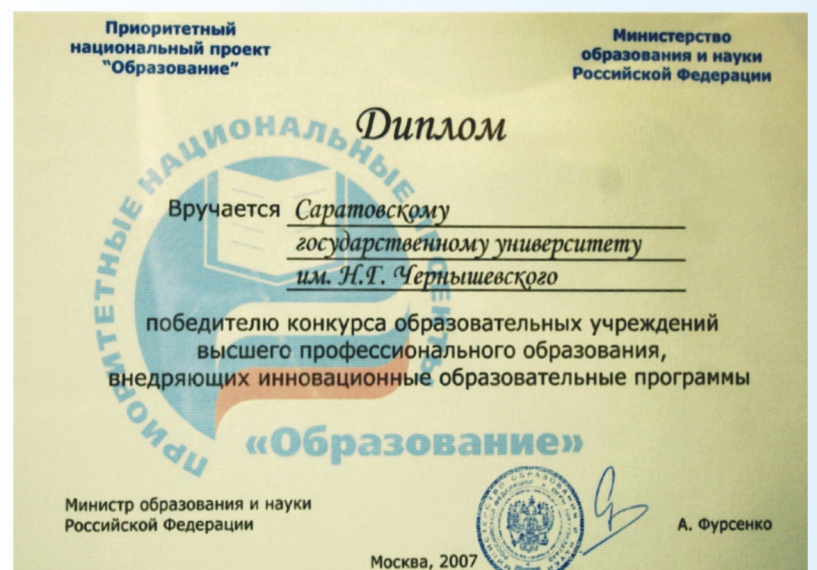 Приоритетный
национальный проект
“Образование”
Министерство
образования и науки
Российской Федерации
Диплом
ПРИОРИТЕТНЫЕ НАЦИОНАЛЬНЫЕ ПРОЕКТЫ
Вручается Саратовскому
государственному университету
им. Н.Г. Чернышевского
победителю конкурса образовательных учреждений
высшего профессионального образования,
внедряющих инновационные образовательные программы
«Образование»
Министр образования и науки
Российской Федерации
А. Фурсенко
Москва, 2007